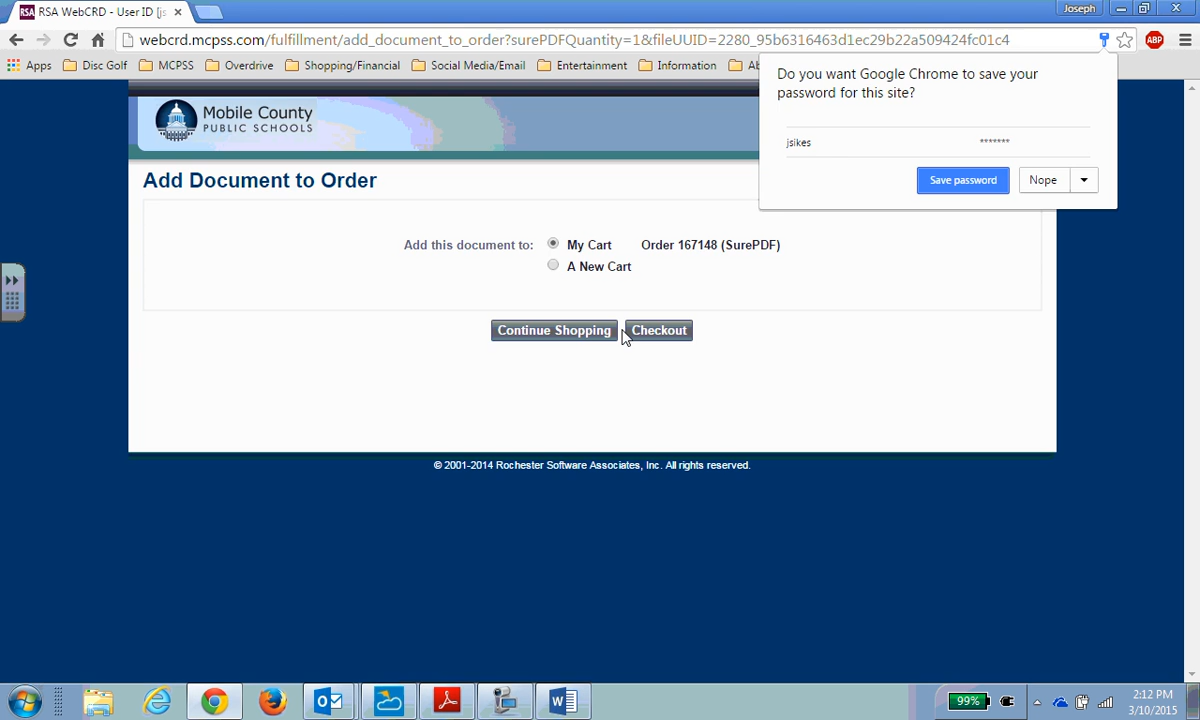 RSA RSA WebCRD - User ID [js
Joseph
webcrd.mcpss.com/fulfillment/add_document_to_order?surePDFQuantity=1&fileUUID=2280_95b6316463d1ec29b22a509424fc01c4
ABP
Apps Disc Golf MCPSS Overdrive Shopping/Financial Social Media/Email Entertainment Information
Do you want Google Chrome to save your
password for this site?
jsikes *******
Save password Nope
Mobile County
PUBLIC SCHOOLS
Add Document to Order
Add this document to: My Cart Order 167148 (SurePDF)
A New Cart
Continue Shopping Checkout
© 2001-2014 Rochester Software Associates, Inc. All rights reserved.
99%
2:12 PM
3/10/2015